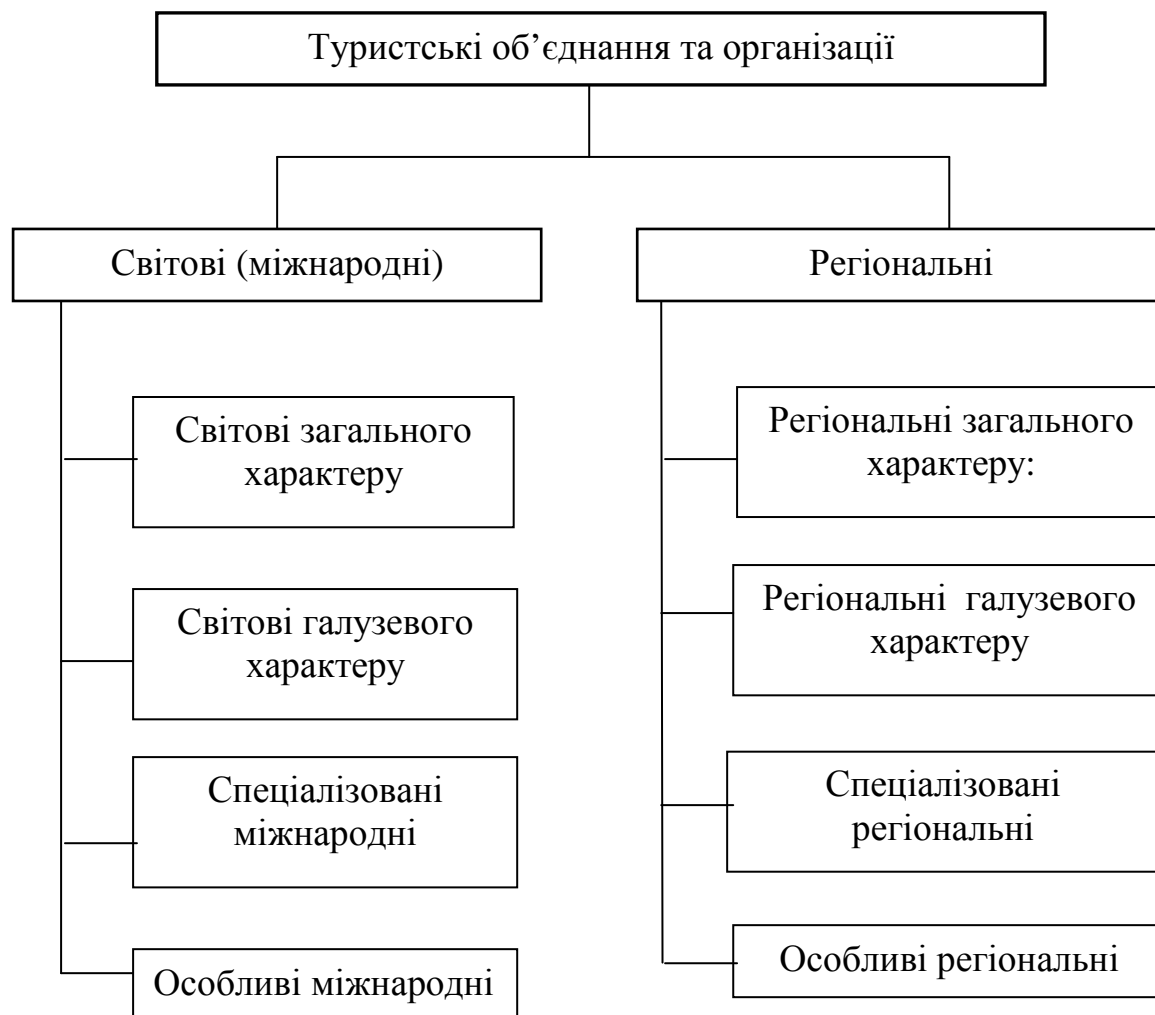 Туристські об’єднання та організації
Світові (міжнародні)
Регіональні
Світові загального
характеру
Регіональні загального
характеру:
Світові галузевого
характеру
Регіональні  галузевого
характеру
Спеціалізовані
міжнародні
Спеціалізовані
регіональні
Особливі міжнародні
Особливі регіональні